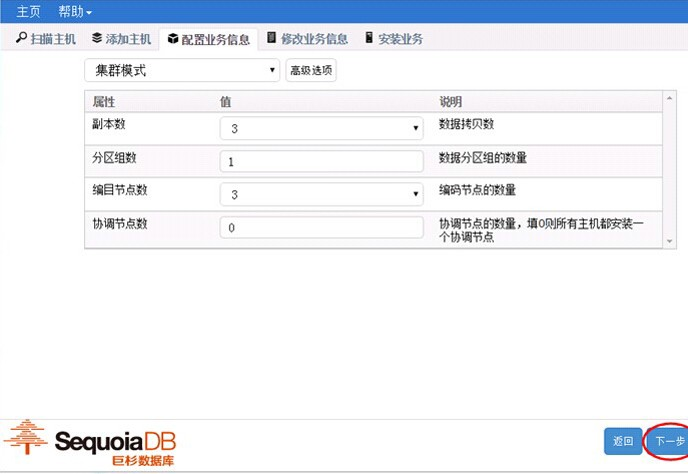 主页 帮助
扫描主机 添加主机 配置业务信息 修改业务信息 安装业务
集群模式 高级选项
属性 值 说明
副本数 3 数据拷贝数
分区组数 1 数据分区组的数量
编目节点数 3 编码节点的数量
协调节点数 0 协调节点的数量，填0则所有主机都安装一
个协调节点
返回 下一步
SequoiaDB
巨杉数据库